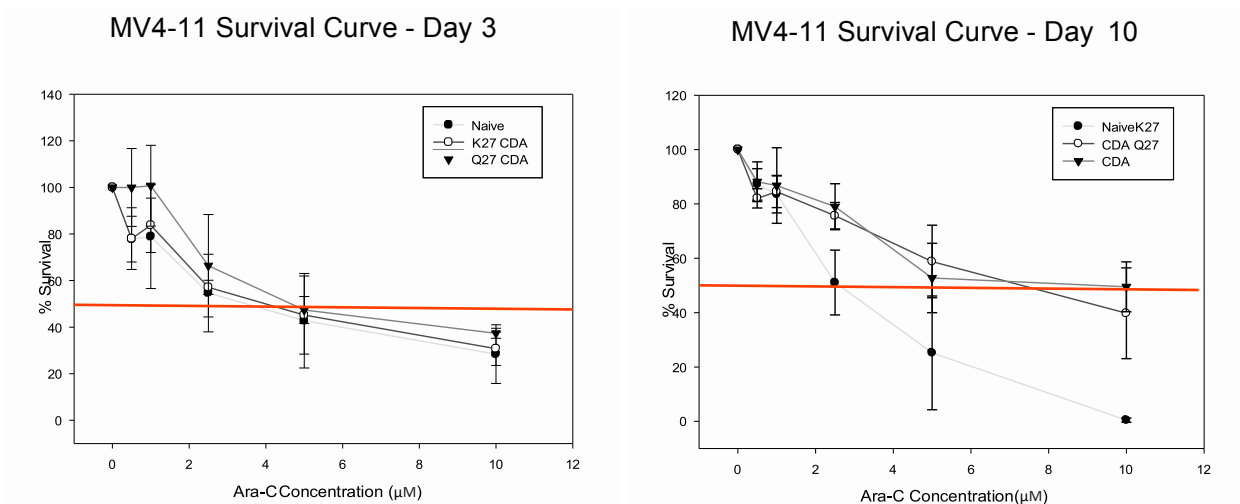 MV4-11 Survival Curve - Day 3
140
120
100
80
60
40
20
0
% Survival
Naive
K27 CDA
Q27 CDA
0 2 4 6 8 10 12
Ara-C Concentration (µM)
MV4-11 Survival Curve - Day 10
120
100
80
60
40
20
0
% Survival
NaiveK27
CDA Q27
CDA
0 2 4 6 8 10 12
Ara-C Concentration(µM)